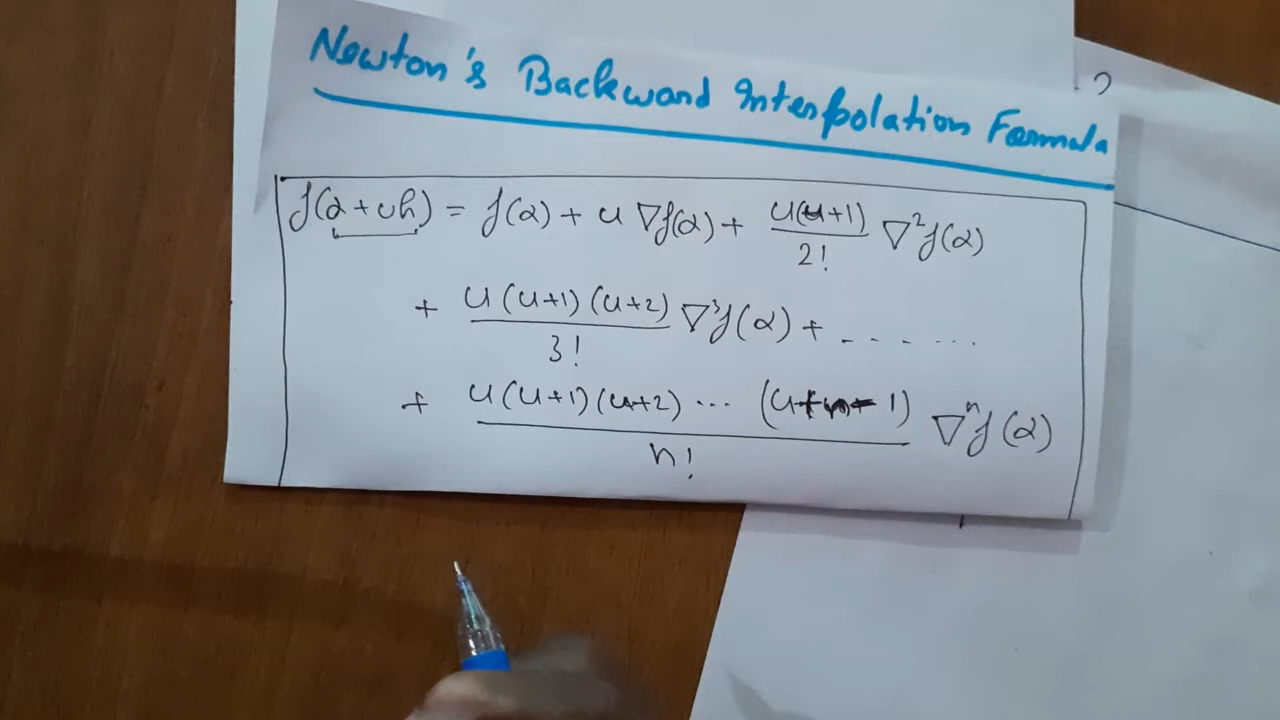 Newton's Backward Interpolation Formula
f(α+uh) = f(α) + u ∇f(α) + u(u+1)/2! ∇²f(α)
+ u(u+1)(u+2)/3! ∇³f(α) + ......
+ u(u+1)(u+2)...(u+n-1)/n! ∇ⁿf(α)
?